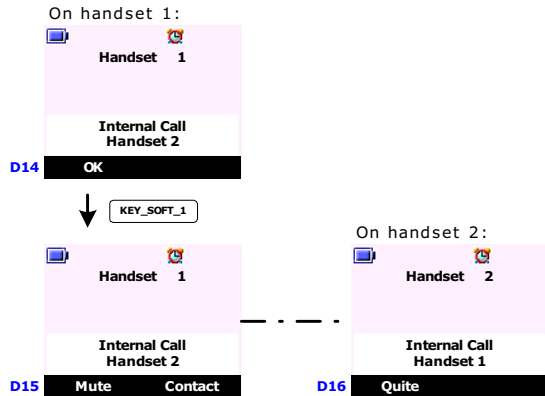 On handset 1:
Handset 1
Internal Call
Handset 2
D14 OK
KEY_SOFT_1
On handset 2:
Handset 1
Internal Call
Handset 2
D15 Mute Contact
Handset 2
Internal Call
Handset 1
D16 Quite